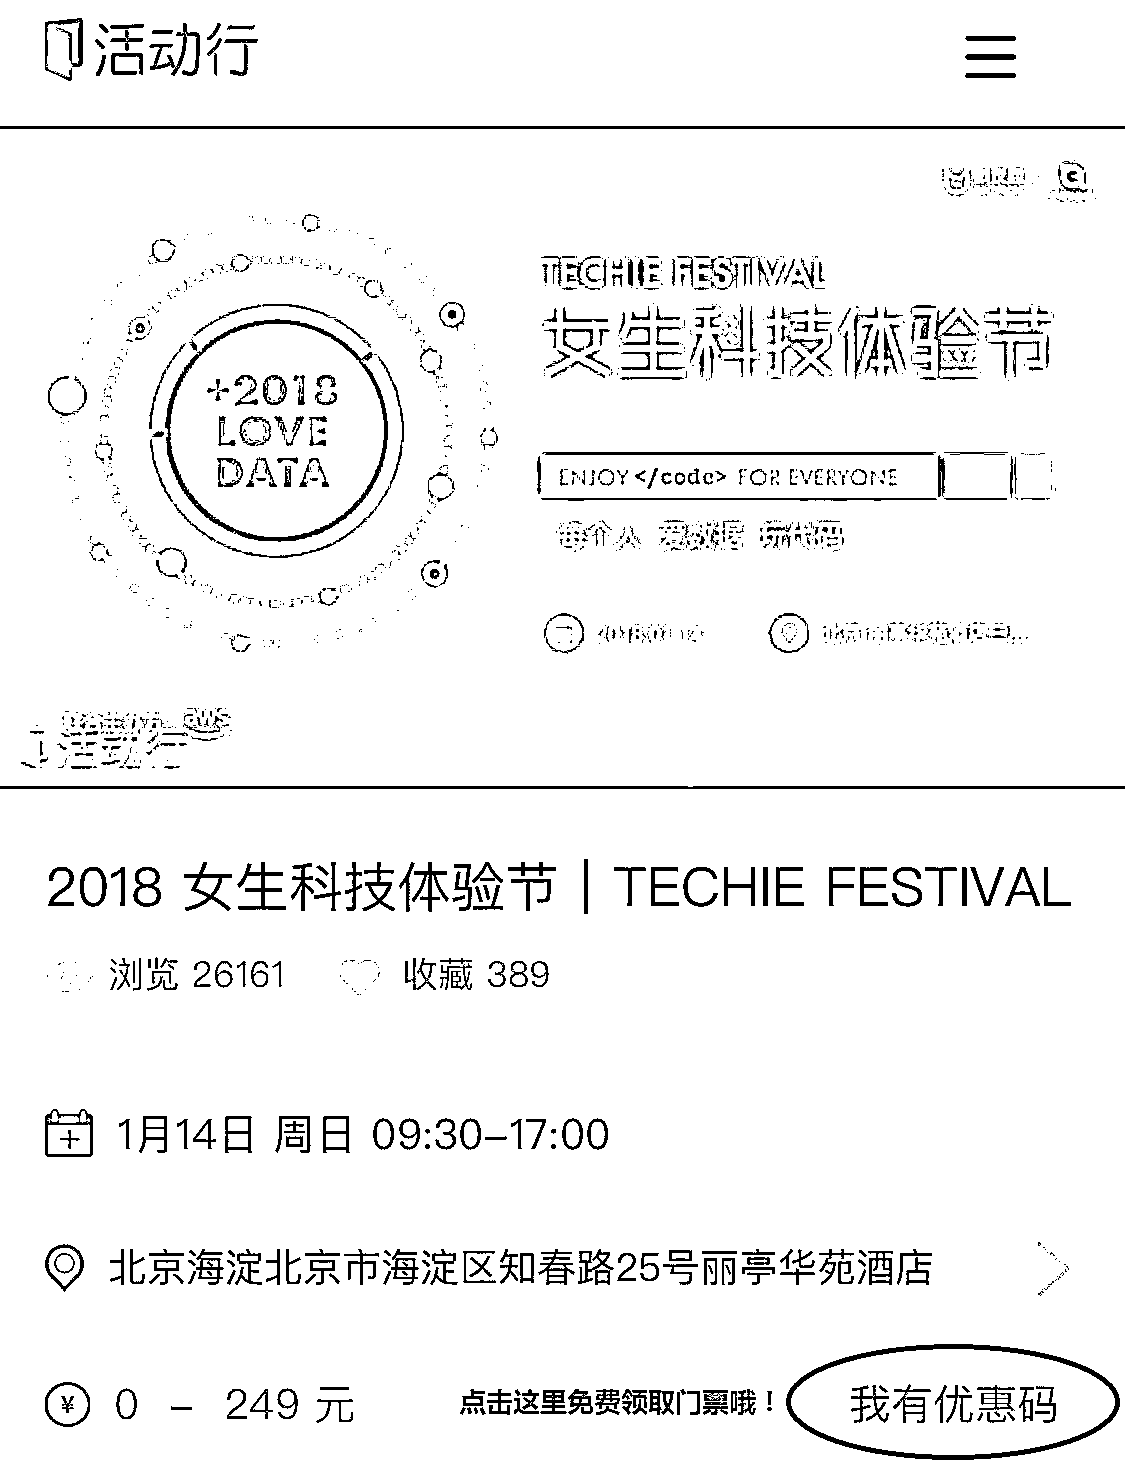 活动行
TECHIE FESTIVAL
女生科技体验节
+2018
LOVE
DATA
ENJOY </code> FOR EVERYONE
每个人 爱数据 玩代码
aws
活动行
2018 女生科技体验节 | TECHIE FESTIVAL
浏览 26161 收藏 389
1月14日 周日 09:30–17:00
北京海淀北京市海淀区知春路25号丽亭华苑酒店
¥ 0 – 249 元 点击这里免费领取门票哦！ 我有优惠码